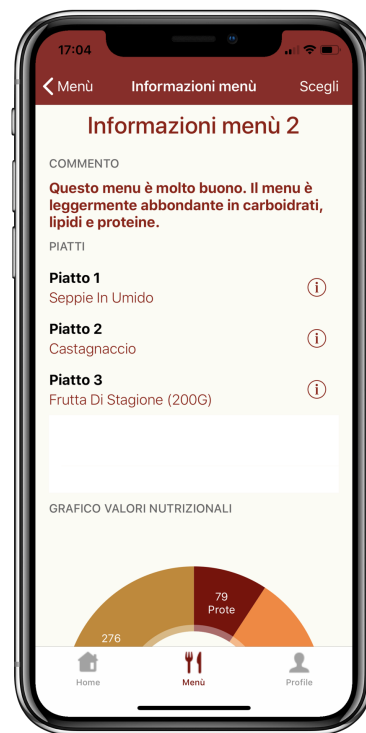 17:04
Menù Informazioni menù Scegli
Informazioni menù 2
COMMENTO
Questo menu è molto buono. Il menu è
leggermente abbondante in carboidrati,
lipidi e proteine.
PIATTI
Piatto 1
Seppie In Umido
Piatto 2
Castagnaccio
Piatto 3
Frutta Di Stagione (200G)
GRAFICO VALORI NUTRIZIONALI
79
Prote
276
Home Menù Profile